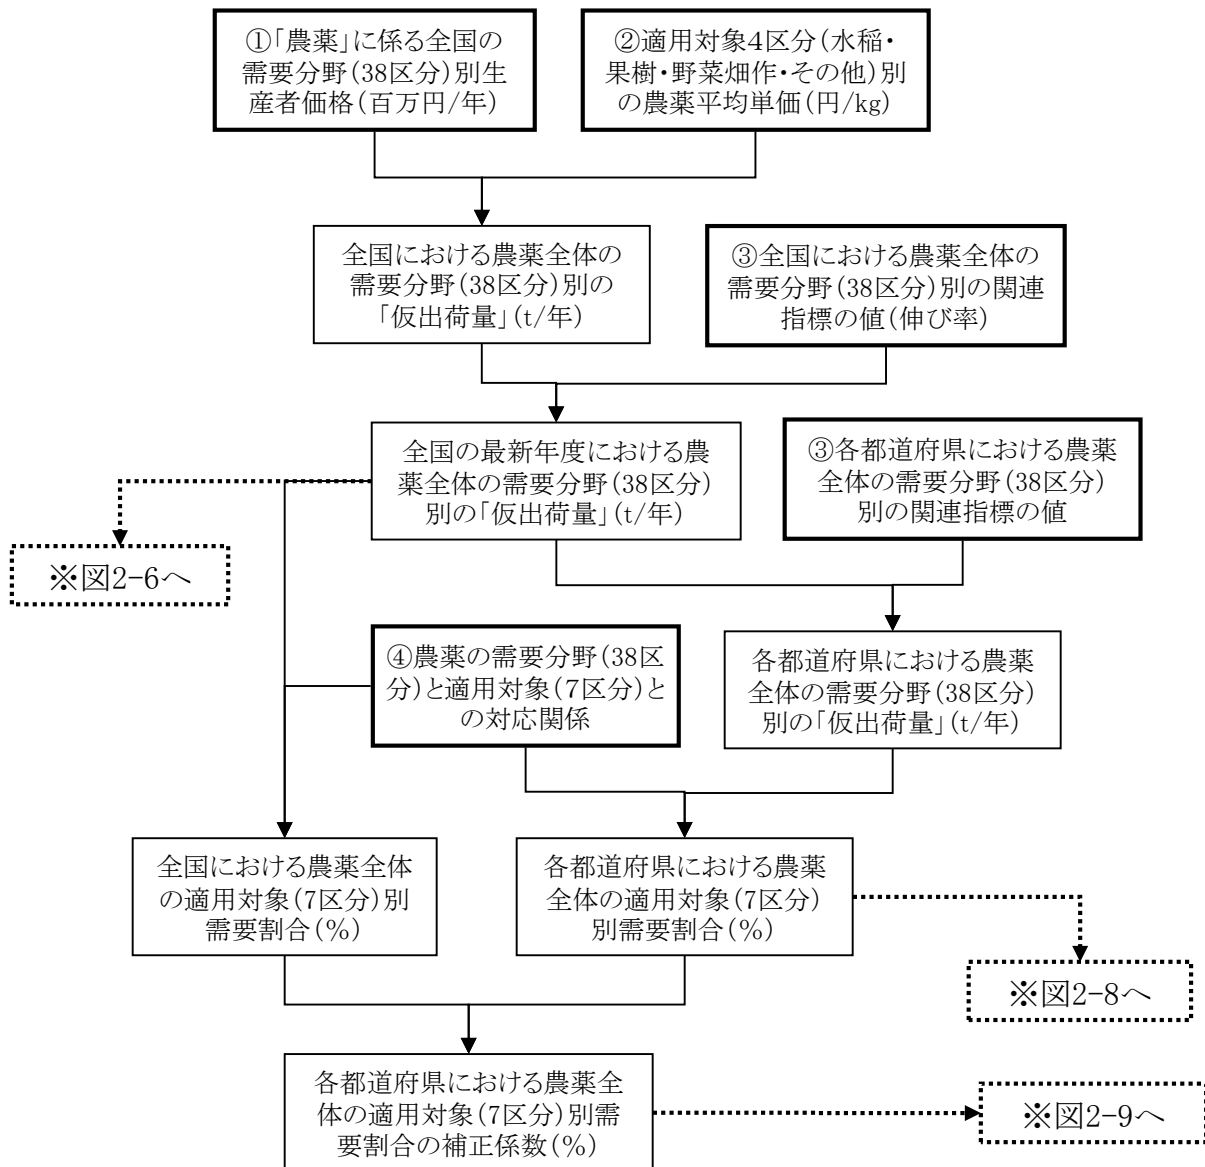 ①「農薬」に係る全国の
需要分野(38区分)別生
産者価格(百万円/年)
②適用対象4区分(水稲・
果樹・野菜畑作・その他)別
の農薬平均単価(円/kg)
全国における農薬全体の
需要分野(38区分)別の
「仮出荷量」(t/年)
③全国における農薬全体の
需要分野(38区分)別の関連
指標の値(伸び率)
全国の最新年度における農
薬全体の需要分野(38区分)
別の「仮出荷量」(t/年)
③各都道府県における農薬
全体の需要分野(38区分)
別の関連指標の値
※図2-6へ
④農薬の需要分野(38区
分)と適用対象(7区分)と
の対応関係
各都道府県における農薬
全体の需要分野(38区分)
別の「仮出荷量」(t/年)
全国における農薬全体
の適用対象(7区分)別
需要割合(%)
各都道府県における農薬
全体の適用対象(7区分)
別需要割合(%)
※図2-8へ
各都道府県における農薬全
体の適用対象(7区分)別需
要割合の補正係数(%)
※図2-9へ